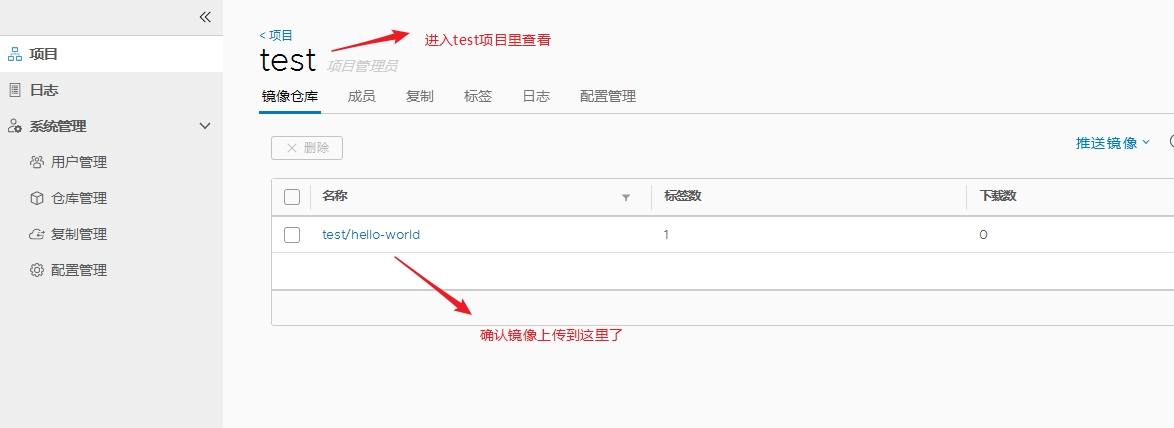 项目
日志
系统管理
用户管理
仓库管理
复制管理
配置管理
< 项目
test 项目管理员
进入test项目里查看
镜像仓库 成员 复制 标签 日志 配置管理
× 删除 推送镜像
名称 标签数 下载数
test/hello-world 1 0
确认镜像上传到这里了